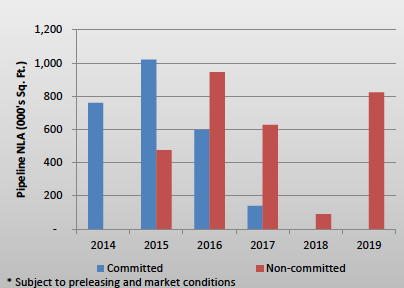 Pipeline NLA (000's Sq. Ft.)
1,200
1,000
800
600
400
200
-
2014 2015 2016 2017 2018 2019
Committed Non-committed
* Subject to preleasing and market conditions